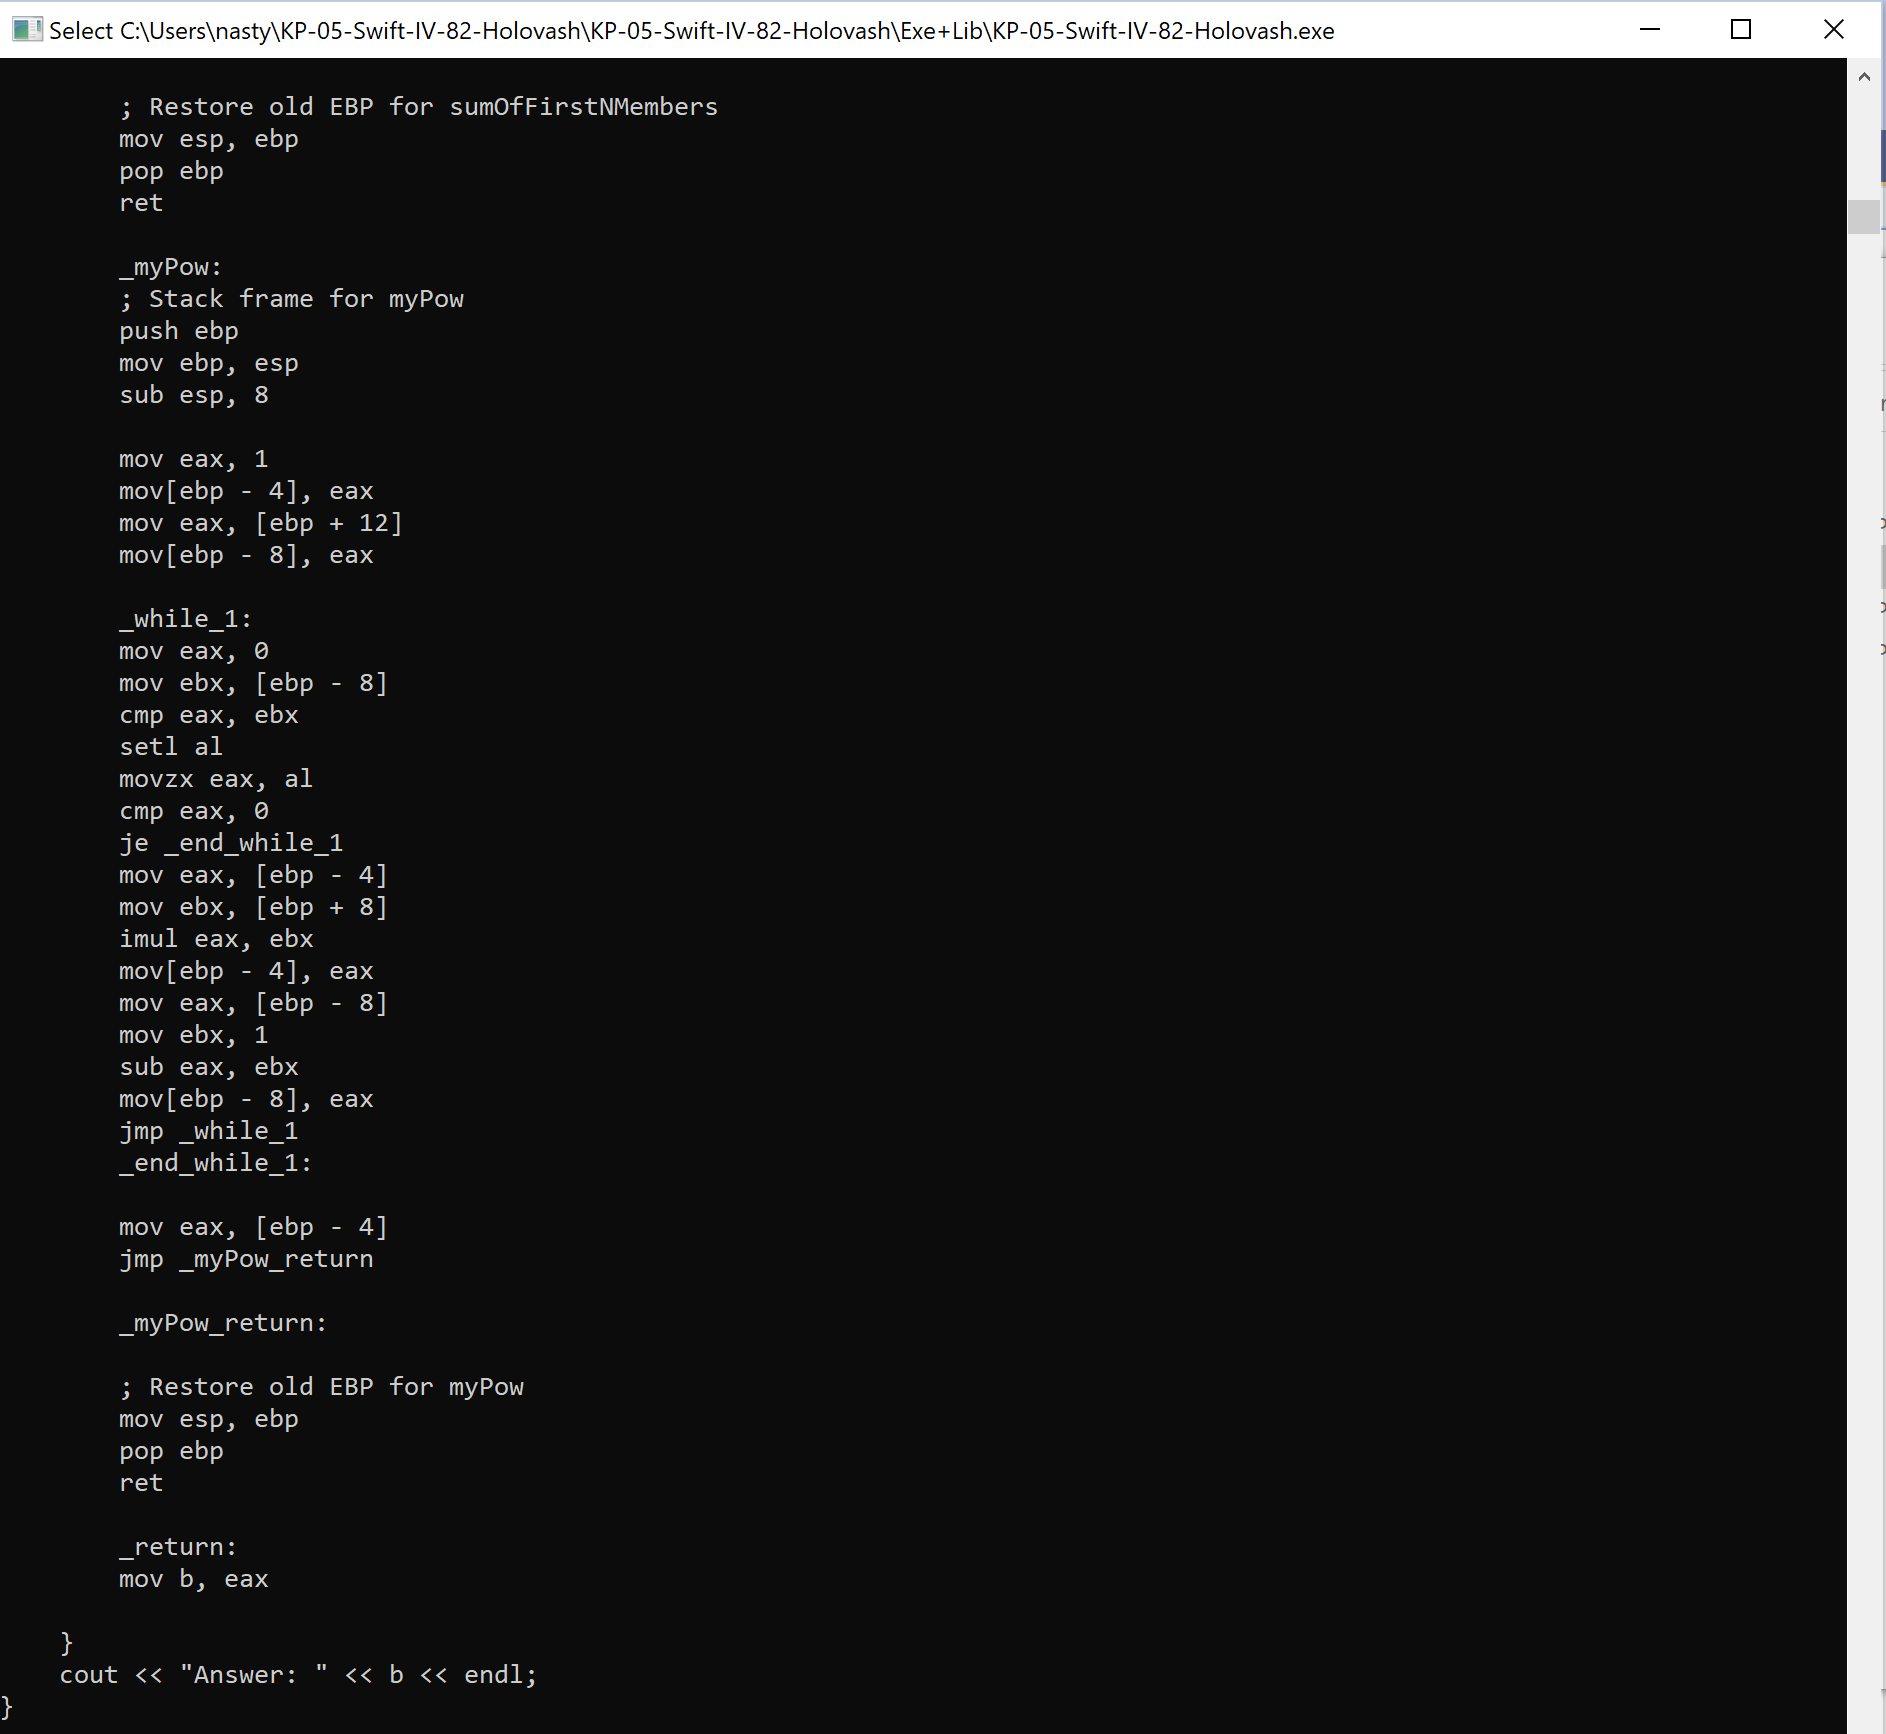 Select C:\Users\nasty\KP-05-Swift-IV-82-Holovash\KP-05-Swift-IV-82-Holovash\Exe+Lib\KP-05-Swift-IV-82-Holovash.exe
; Restore old EBP for sumOfFirstNMembers
mov esp, ebp
pop ebp
ret
_myPow:
; Stack frame for myPow
push ebp
mov ebp, esp
sub esp, 8
mov eax, 1
mov[ebp - 4], eax
mov eax, [ebp + 12]
mov[ebp - 8], eax
_while_1:
mov eax, 0
mov ebx, [ebp - 8]
cmp eax, ebx
setl al
movzx eax, al
cmp eax, 0
je _end_while_1
mov eax, [ebp - 4]
mov ebx, [ebp + 8]
imul eax, ebx
mov[ebp - 4], eax
mov eax, [ebp - 8]
mov ebx, 1
sub eax, ebx
mov[ebp - 8], eax
jmp _while_1
_end_while_1:
mov eax, [ebp - 4]
jmp _myPow_return
_myPow_return:
; Restore old EBP for myPow
mov esp, ebp
pop ebp
ret
_return:
mov b, eax
}
cout << "Answer: " << b << endl;
}